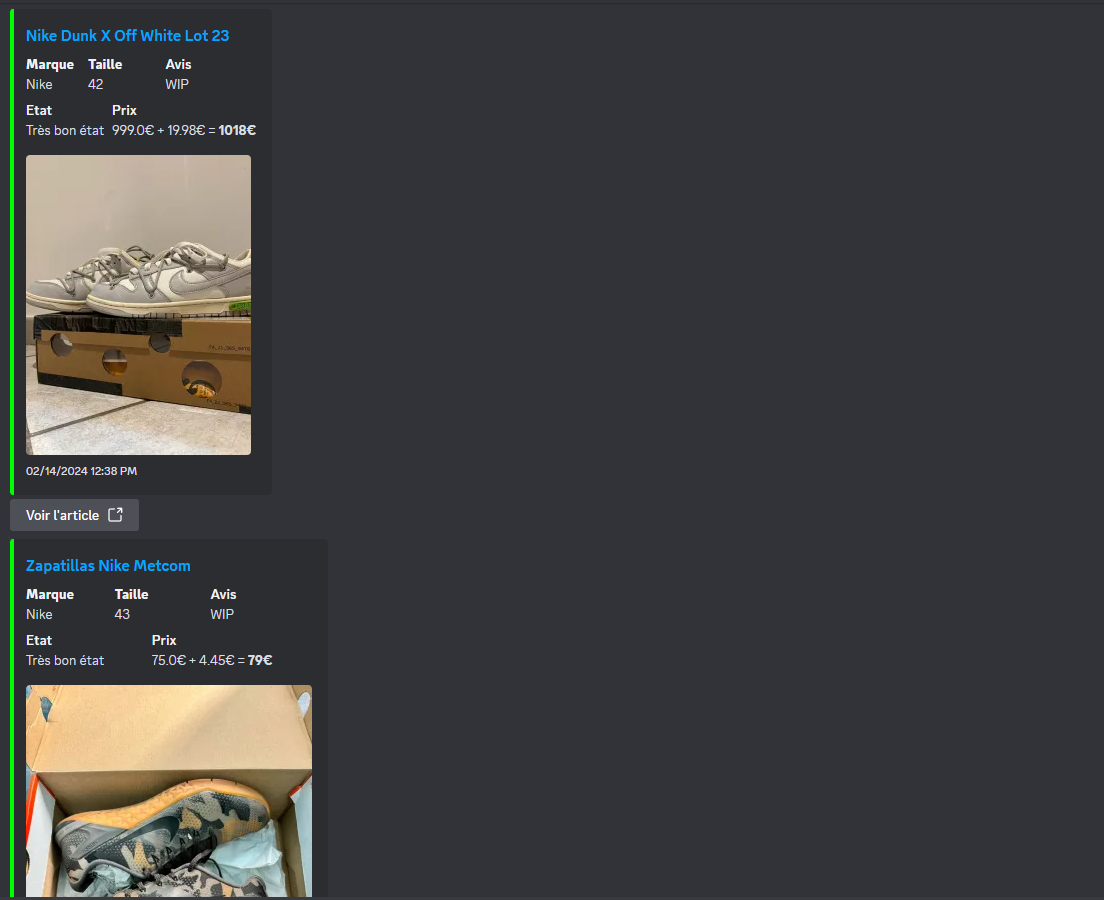 Nike Dunk X Off White Lot 23
Marque Taille Avis
Nike 42 WIP
Etat Prix
Très bon état 999.0€ + 19.98€ = 1018€
02/14/2024 12:38 PM
Voir l'article
Zapatillas Nike Metcom
Marque Taille Avis
Nike 43 WIP
Etat Prix
Très bon état 75.0€ + 4.45€ = 79€